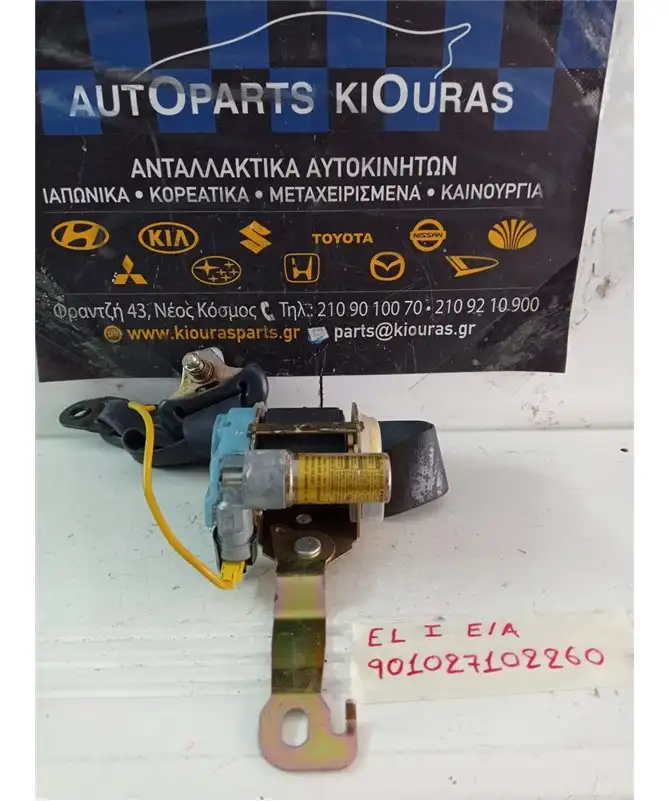 AUTOPARTS KIOURAS
ΑΝΤΑΛΛΑΚΤΙΚΑ ΑΥΤΟΚΙΝΗΤΩΝ
ΙΑΠΩΝΙΚΑ • ΚΟΡΕΑΤΙΚΑ • ΜΕΤΑΧΕΙΡΙΣΜΕΝΑ • ΚΑΙΝΟΥΡΓΙΑ
KIA TOYOTA NISSAN
SUBARU
Φραντζή 43, Νέος Κόσμος Τηλ.: 210 90 100 70 • 210 92 10 900
www.kiourasparts.gr parts@kiouras.gr
EL I E/A
901027102260